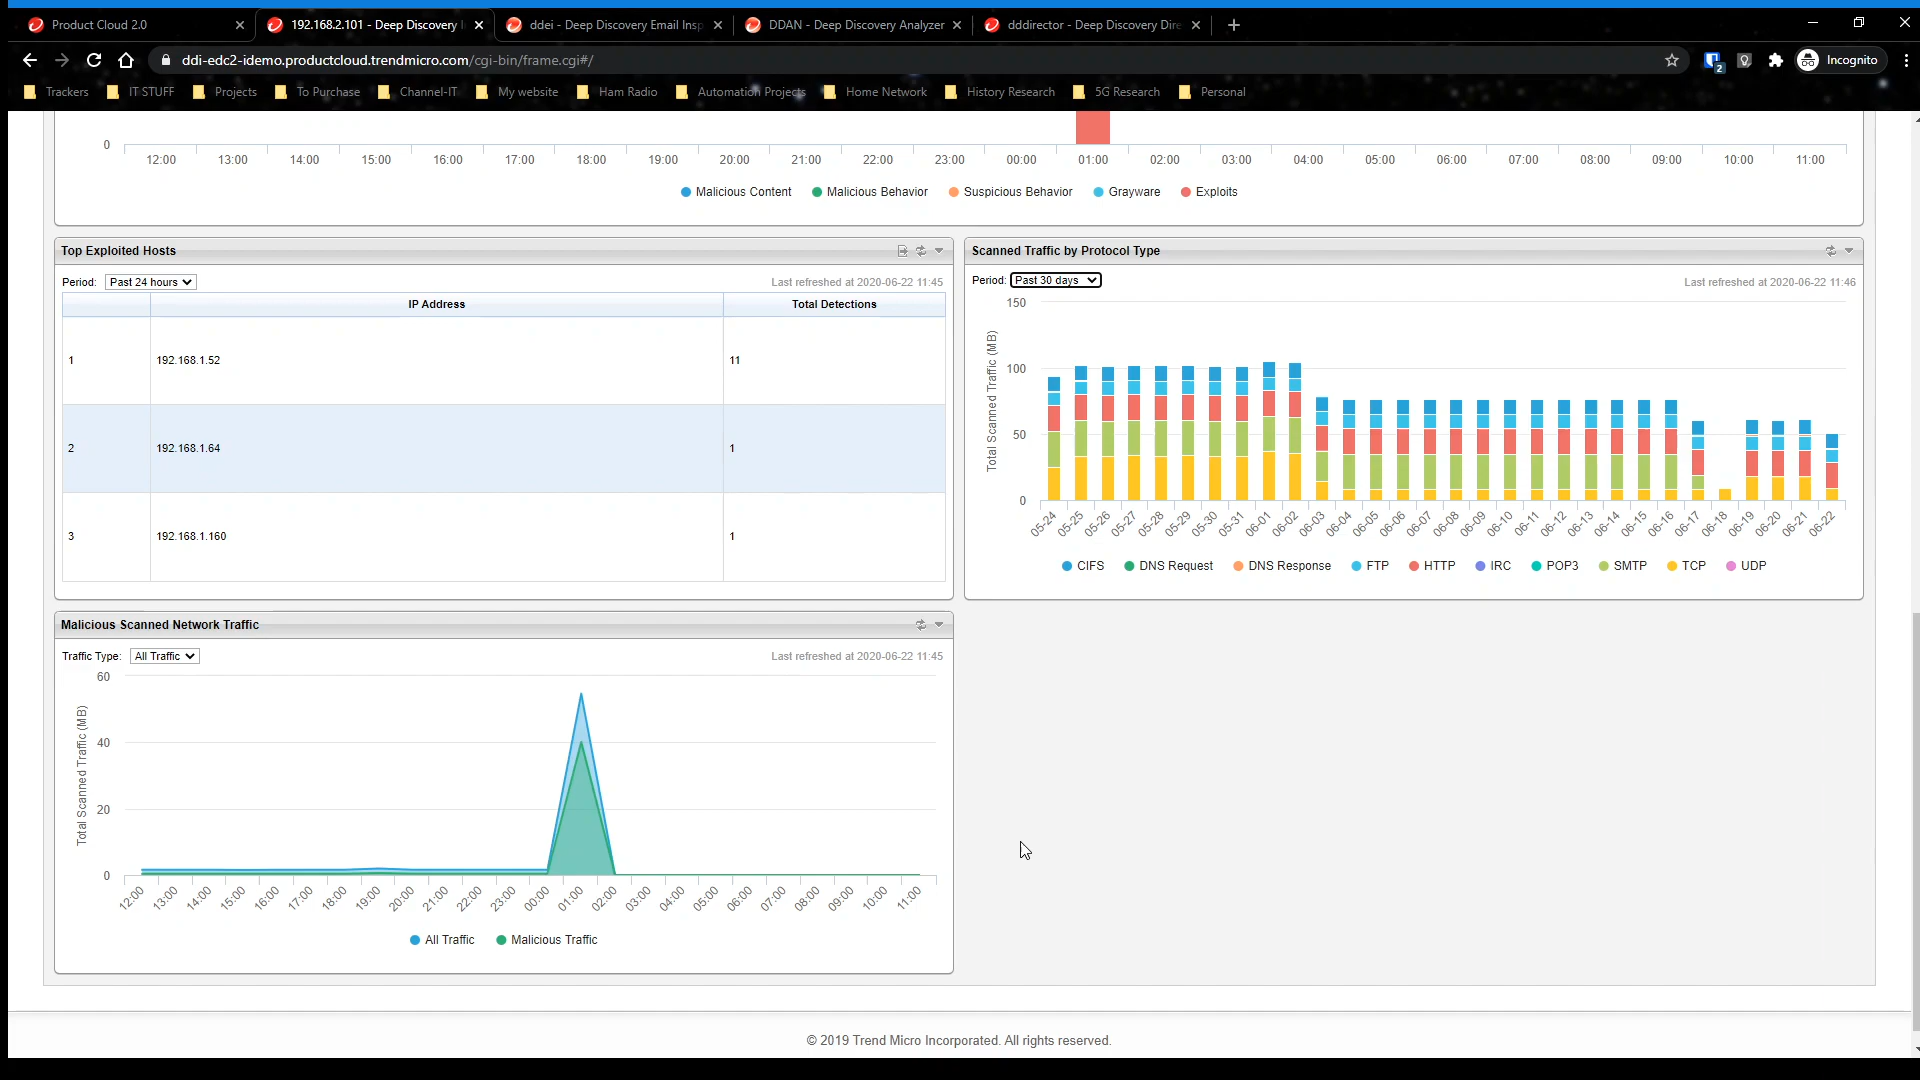 Product Cloud 2.0
192.168.2.101 - Deep Discovery I
ddei - Deep Discovery Email Insp
DDAN - Deep Discovery Analyzer
dddirector - Deep Discovery Dire
ddi-edc2-idemo.productcloud.trendmicro.com/cgi-bin/frame.cgi#/
2
Incognito
Trackers
IT STUFF
Projects
To Purchase
Channel-IT
My website
Ham Radio
Automation Projects
Home Network
History Research
5G Research
Personal
0
12:00 13:00 14:00 15:00 16:00 17:00 18:00 19:00 20:00 21:00 22:00 23:00 00:00 01:00 02:00 03:00 04:00 05:00 06:00 07:00 08:00 09:00 10:00 11:00
Malicious Content Malicious Behavior Suspicious Behavior Grayware Exploits
Top Exploited Hosts
Period: Past 24 hours
Last refreshed at 2020-06-22 11:45
IP Address Total Detections
1 192.168.1.52 11
2 192.168.1.64 1
3 192.168.1.160 1
Scanned Traffic by Protocol Type
Period: Past 30 days
Last refreshed at 2020-06-22 11:46
Total Scanned Traffic (MB)
150
100
50
0
05-24 05-25 05-26 05-27 05-28 05-29 05-30 05-31 06-01 06-02 06-03 06-04 06-05 06-06 06-07 06-08 06-09 06-10 06-11 06-12 06-13 06-14 06-15 06-16 06-17 06-18 06-19 06-20 06-21 06-22
CIFS DNS Request DNS Response FTP HTTP IRC POP3 SMTP TCP UDP
Malicious Scanned Network Traffic
Traffic Type: All Traffic
Last refreshed at 2020-06-22 11:45
Total Scanned Traffic (MB)
60
40
20
0
12:00 13:00 14:00 15:00 16:00 17:00 18:00 19:00 20:00 21:00 22:00 23:00 00:00 01:00 02:00 03:00 04:00 05:00 06:00 07:00 08:00 09:00 10:00 11:00
All Traffic Malicious Traffic
© 2019 Trend Micro Incorporated. All rights reserved.